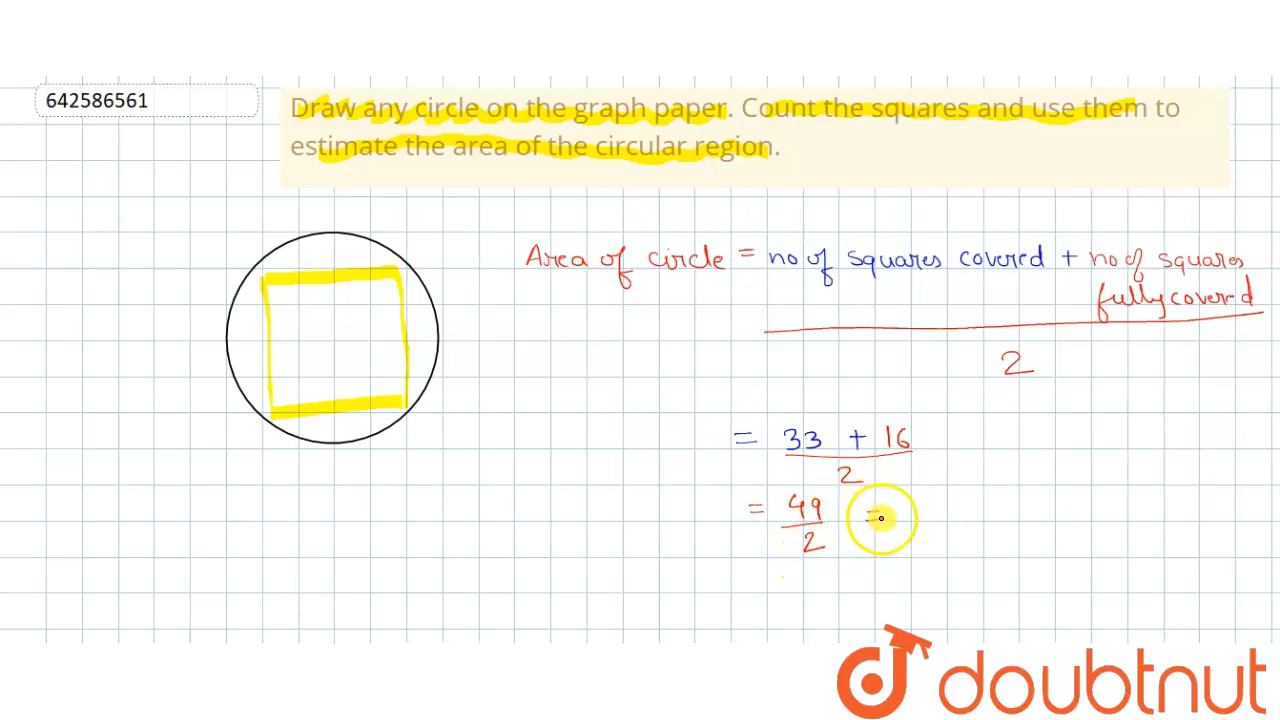 642586561
Draw any circle on the graph paper. Count the squares and use them to
estimate the area of the circular region.
Area of circle = no of squares covered + no of squares
fully covered
2
= 33 + 16
2
= 49 =
2
doubtnut